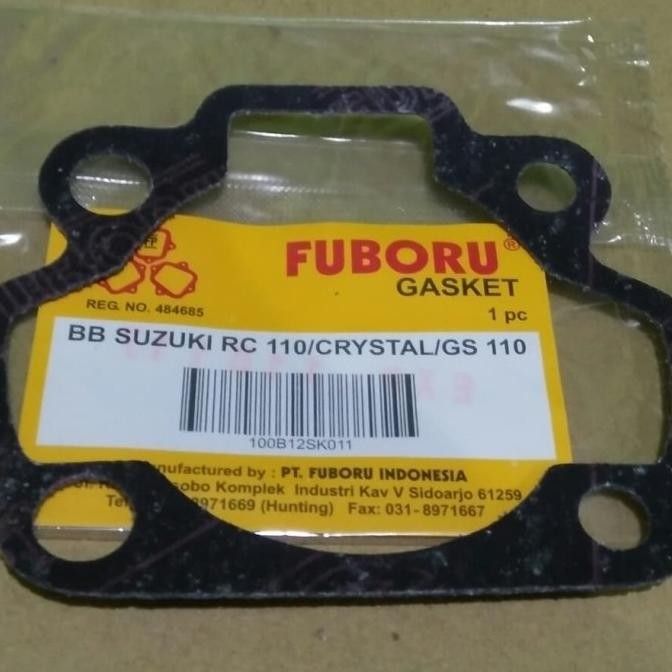 FUBORU®
GASKET
REG. NO. 484685
1 pc
BB SUZUKI RC 110/CRYSTAL/GS 110
100B12SK011
by : PT. FUBORU INDONESIA
Komplek Industri Kav V Sidoarjo 61259
8971669 (Hunting) Fax: 031-8971667